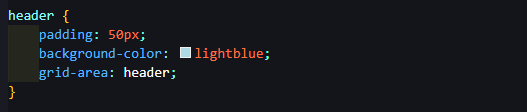 header {
    padding: 50px;
    background-color: lightblue;
    grid-area: header;
}